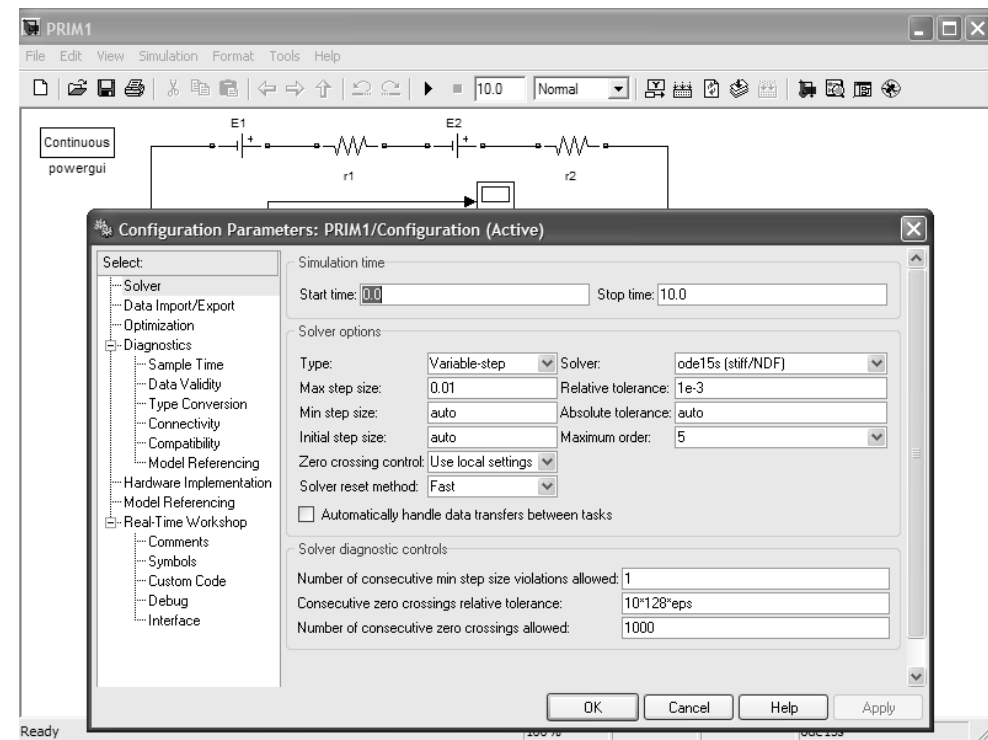 PRIM1
File Edit View Simulation Format Tools Help
10.0 Normal
E1 E2
Continuous
powergui
r1 r2
Configuration Parameters: PRIM1/Configuration (Active)
Select:
Solver
Data Import/Export
Optimization
Diagnostics
Sample Time
Data Validity
Type Conversion
Connectivity
Compatibility
Model Referencing
Hardware Implementation
Model Referencing
Real-Time Workshop
Comments
Symbols
Custom Code
Debug
Interface
Simulation time
Start time: 0.0 Stop time: 10.0
Solver options
Type: Variable-step Solver: ode15s (stiff/NDF)
Max step size: 0.01 Relative tolerance: 1e-3
Min step size: auto Absolute tolerance: auto
Initial step size: auto Maximum order: 5
Zero crossing control: Use local settings
Solver reset method: Fast
Automatically handle data transfers between tasks
Solver diagnostic controls
Number of consecutive min step size violations allowed: 1
Consecutive zero crossings relative tolerance: 10*128*eps
Number of consecutive zero crossings allowed: 1000
OK Cancel Help Apply
Ready 100% ode15s